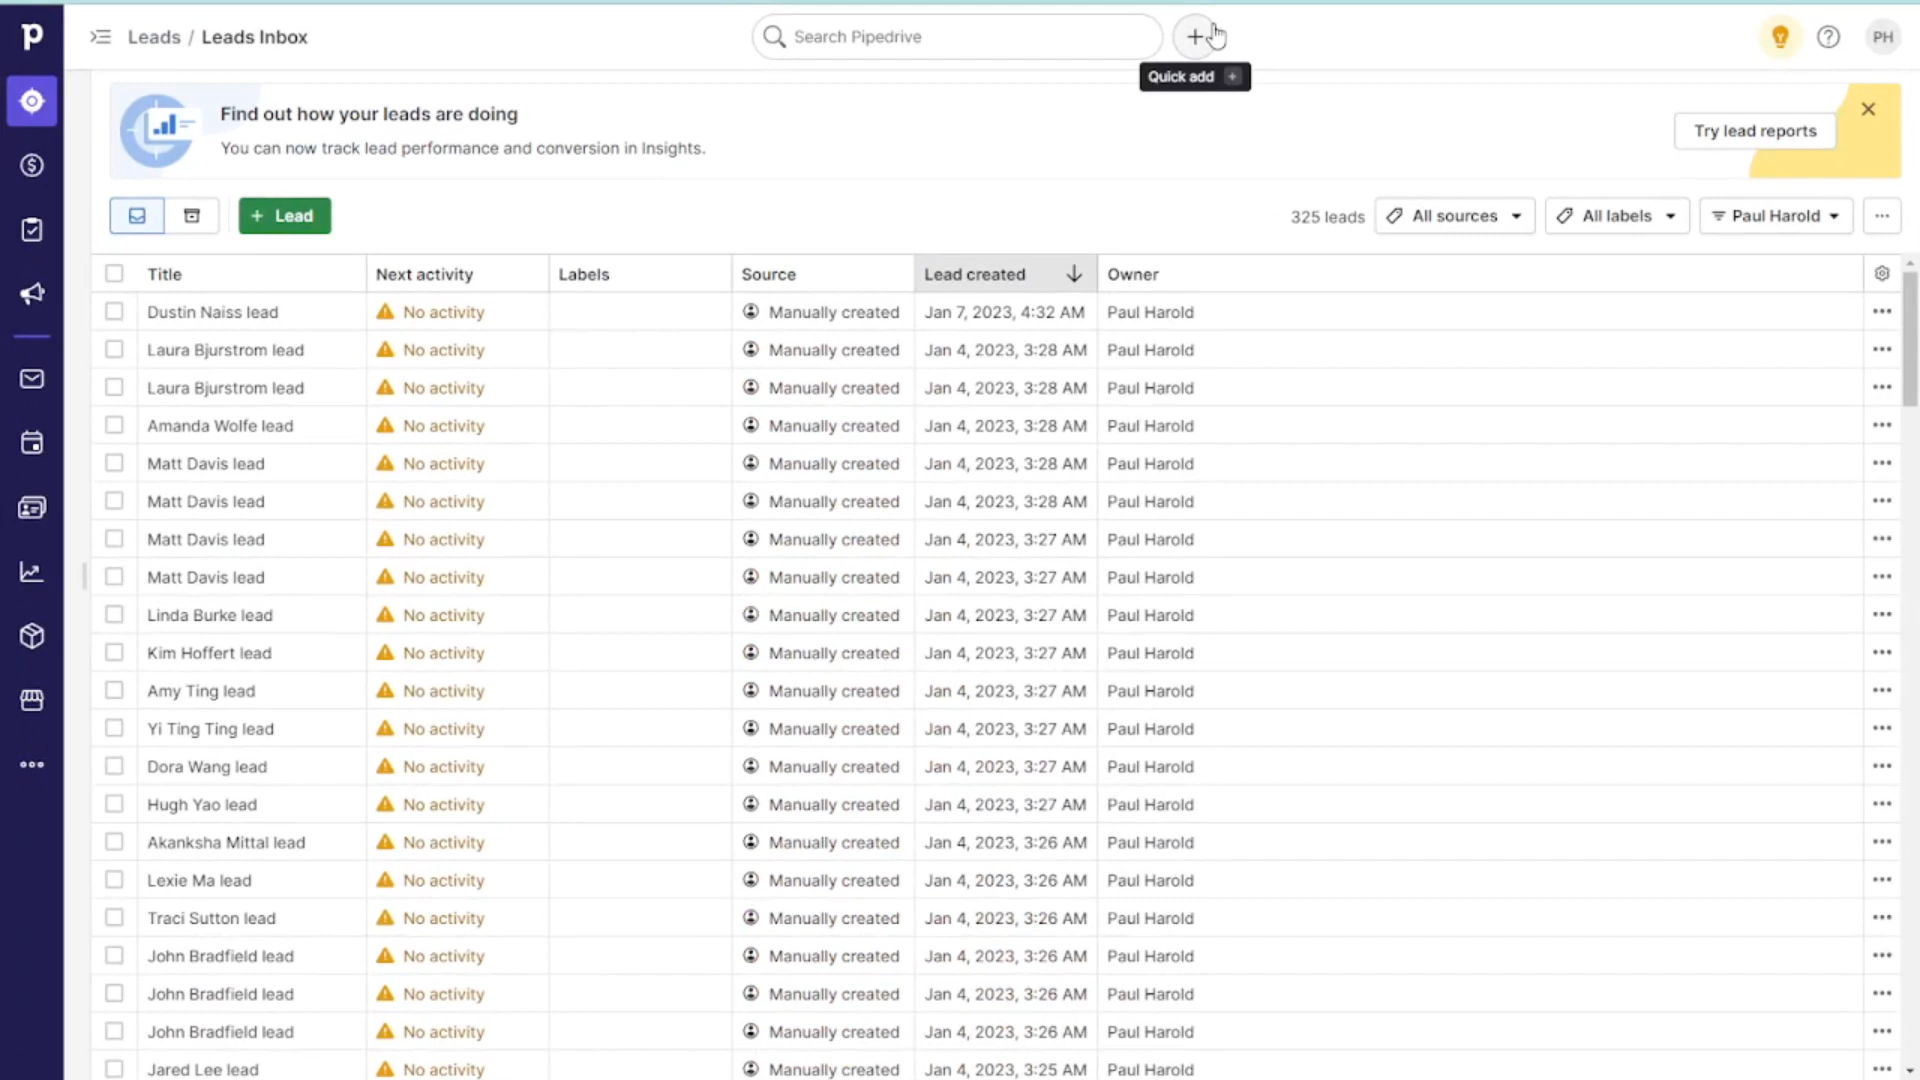 p
Leads / Leads Inbox
Search Pipedrive
PH
Quick add +
Find out how your leads are doing
You can now track lead performance and conversion in Insights.
Try lead reports
+ Lead
325 leads
All sources
All labels
Paul Harold
Title Next activity Labels Source Lead created Owner
Dustin Naiss lead No activity Manually created Jan 7, 2023, 4:32 AM Paul Harold
Laura Bjurstrom lead No activity Manually created Jan 4, 2023, 3:28 AM Paul Harold
Laura Bjurstrom lead No activity Manually created Jan 4, 2023, 3:28 AM Paul Harold
Amanda Wolfe lead No activity Manually created Jan 4, 2023, 3:28 AM Paul Harold
Matt Davis lead No activity Manually created Jan 4, 2023, 3:28 AM Paul Harold
Matt Davis lead No activity Manually created Jan 4, 2023, 3:28 AM Paul Harold
Matt Davis lead No activity Manually created Jan 4, 2023, 3:27 AM Paul Harold
Matt Davis lead No activity Manually created Jan 4, 2023, 3:27 AM Paul Harold
Linda Burke lead No activity Manually created Jan 4, 2023, 3:27 AM Paul Harold
Kim Hoffert lead No activity Manually created Jan 4, 2023, 3:27 AM Paul Harold
Amy Ting lead No activity Manually created Jan 4, 2023, 3:27 AM Paul Harold
Yi Ting Ting lead No activity Manually created Jan 4, 2023, 3:27 AM Paul Harold
Dora Wang lead No activity Manually created Jan 4, 2023, 3:27 AM Paul Harold
Hugh Yao lead No activity Manually created Jan 4, 2023, 3:27 AM Paul Harold
Akanksha Mittal lead No activity Manually created Jan 4, 2023, 3:26 AM Paul Harold
Lexie Ma lead No activity Manually created Jan 4, 2023, 3:26 AM Paul Harold
Traci Sutton lead No activity Manually created Jan 4, 2023, 3:26 AM Paul Harold
John Bradfield lead No activity Manually created Jan 4, 2023, 3:26 AM Paul Harold
John Bradfield lead No activity Manually created Jan 4, 2023, 3:26 AM Paul Harold
John Bradfield lead No activity Manually created Jan 4, 2023, 3:26 AM Paul Harold
Jared Lee lead No activity Manually created Jan 4, 2023, 3:25 AM Paul Harold